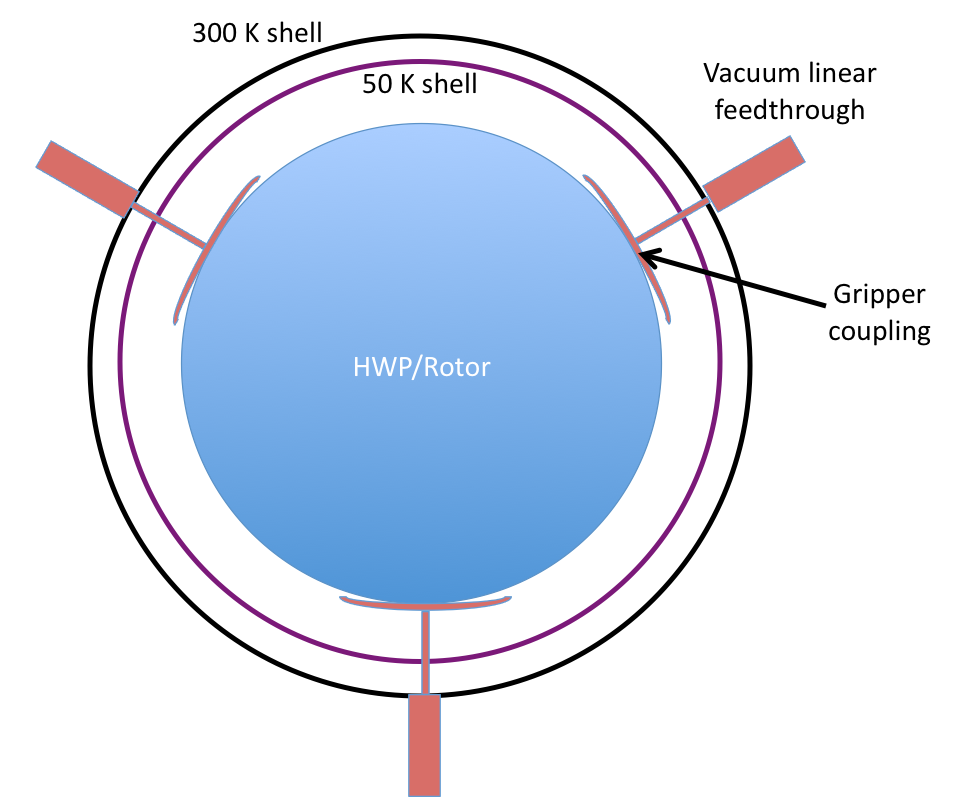 300 K shell
50 K shell
Vacuum linear
feedthrough
Gripper
coupling
HWP/Rotor